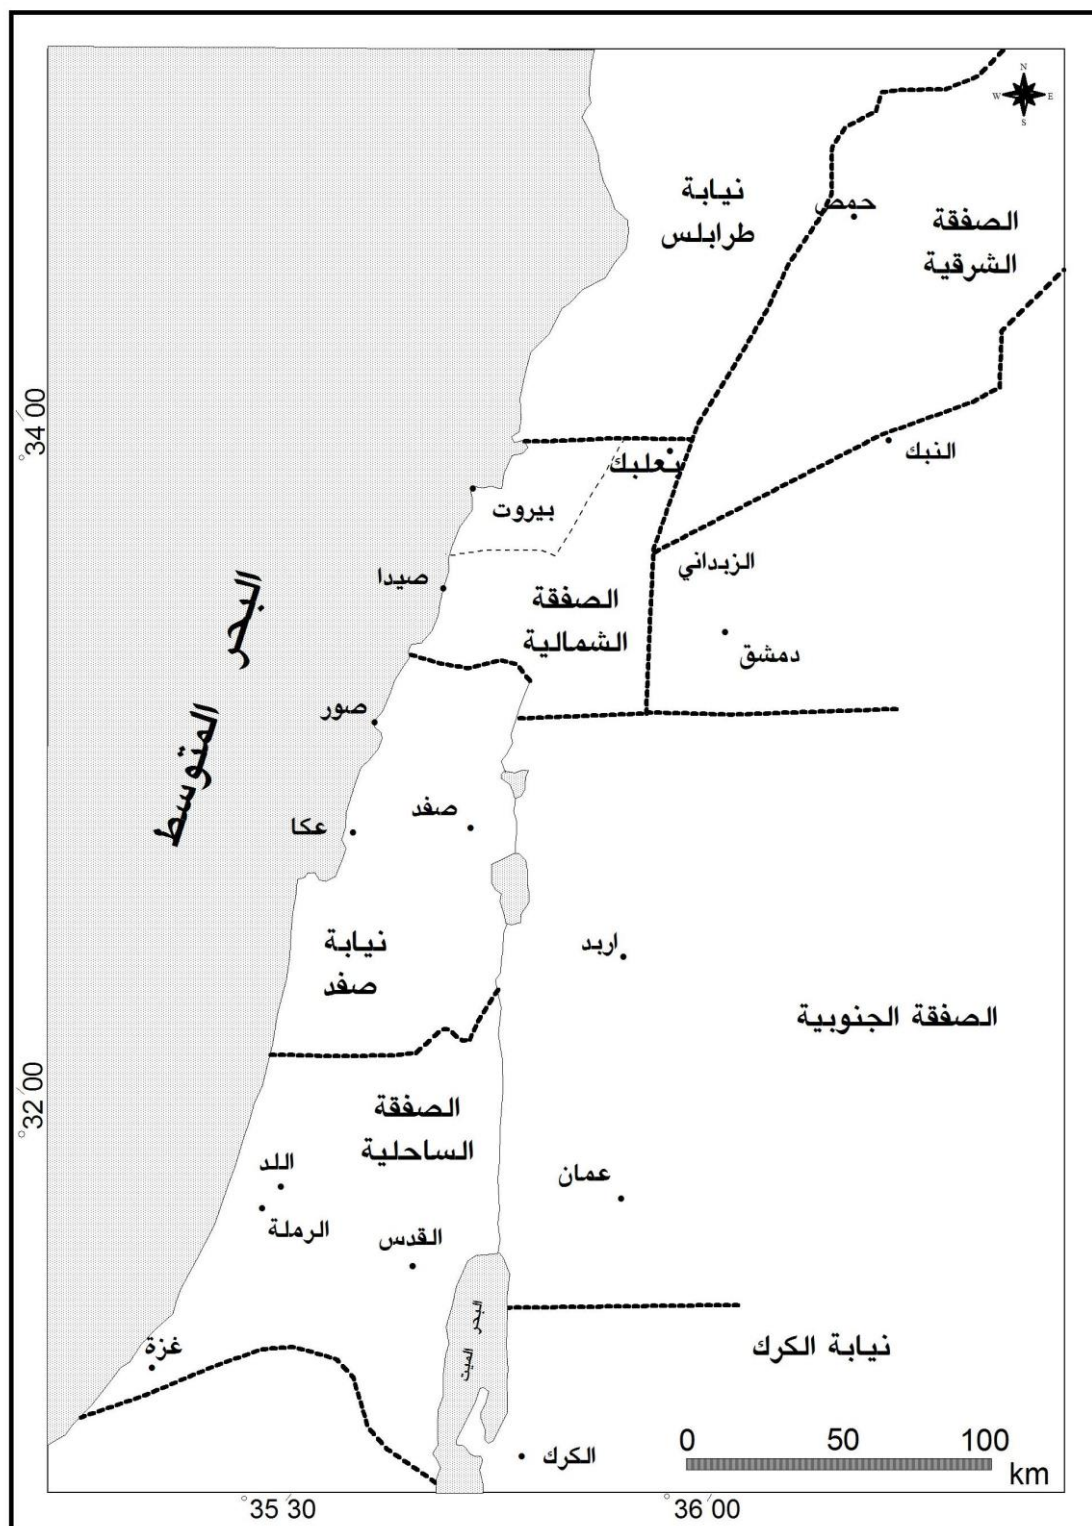 N
W
E
S
نيابة
طرابلس
حمص
الصفقة
الشرقية
34 00
بعلبك
النبك
بيروت
الزبداني
صيدا
الصفقة
الشمالية
دمشق
البحر
المتوسط
صور
صفد
عكا
نيابة
صفد
اربد
الصفقة الجنوبية
32 00
الصفقة
الساحلية
اللد
الرملة
عمان
القدس
البحر الميت
غزة
نيابة الكرك
الكرك
0 50 100
km
35 30
36 00